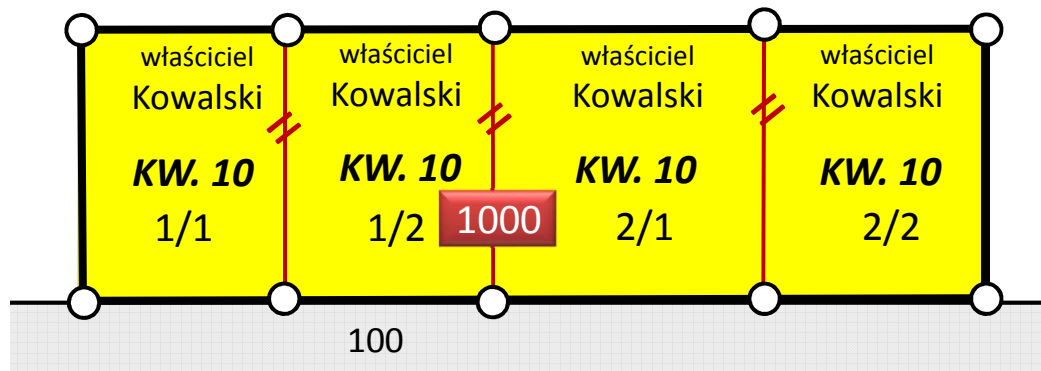 właściciel
Kowalski
KW. 10
1/1
właściciel
Kowalski
KW. 10
1/2
1000
właściciel
Kowalski
KW. 10
2/1
właściciel
Kowalski
KW. 10
2/2
100